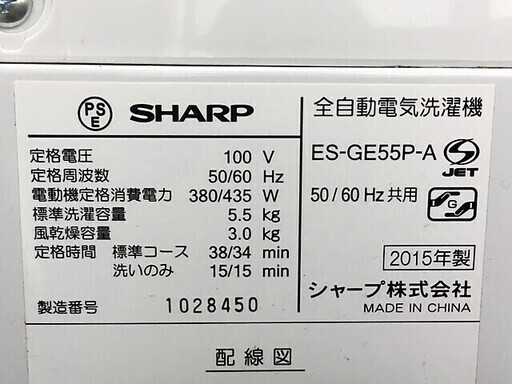 PS
E
SHARP
全自動電気洗濯機
定格電圧 100 V
定格周波数 50/60 Hz
電動機定格消費電力 380/435 W
標準洗濯容量 5.5 kg
風乾燥容量 3.0 kg
定格時間 標準コース 38/34 min
洗いのみ 15/15 min
製造番号 1028450
ES-GE55P-A
S JET
50/60 Hz共用
G
2015年製
シャープ株式会社
MADE IN CHINA
配線図